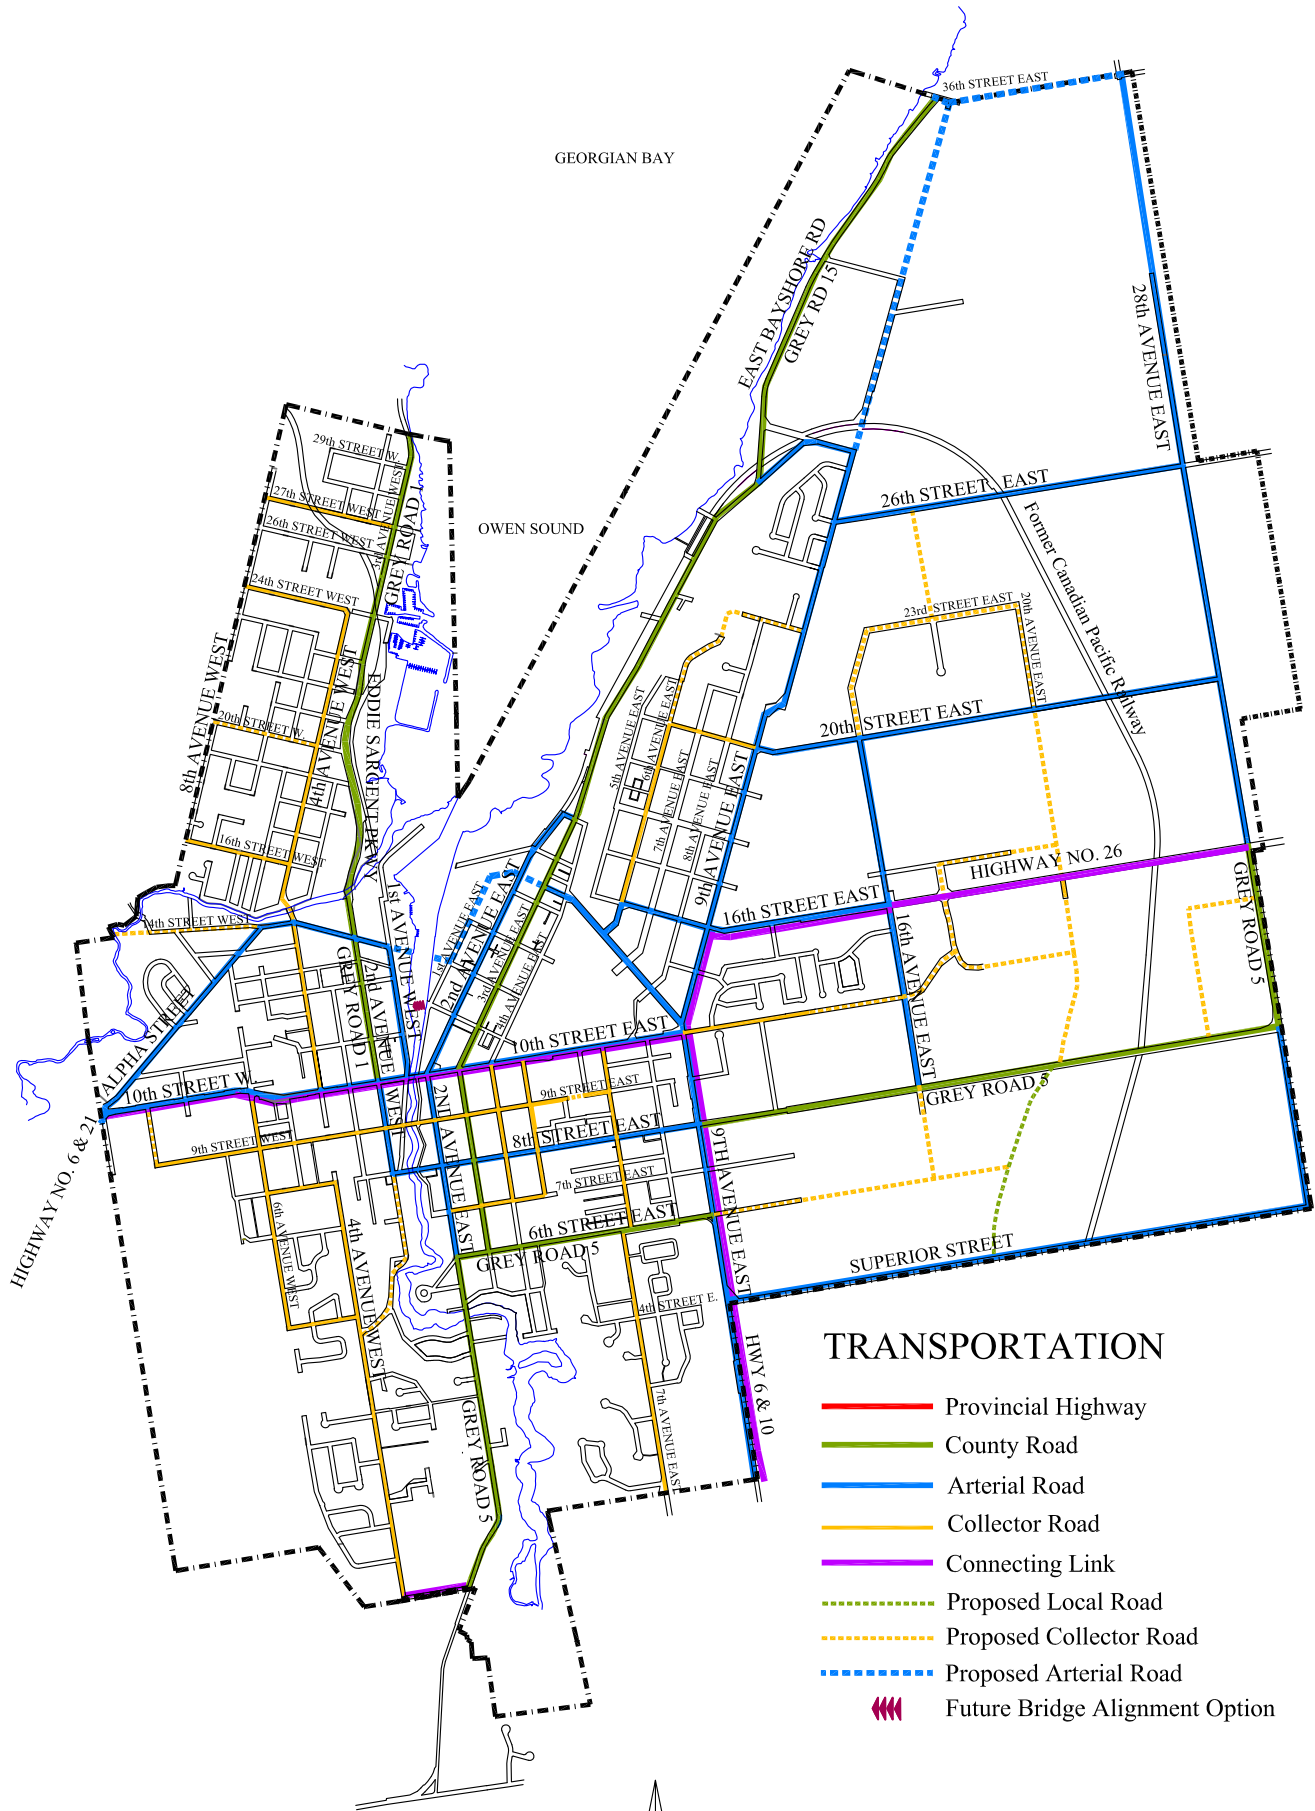 36th STREET EAST
GEORGIAN BAY
EAST BAYSHORE RD
GREY RD 15
28th AVENUE EAST
29th STREET W.
27th STREET WEST
26th STREET WEST
3rd AVENUE WEST
GREY ROAD 1
24th STREET WEST
OWEN SOUND
26th STREET EAST
Former Canadian Pacific Railway
23rd STREET EAST
20th AVENUE EAST
8th AVENUE WEST
20th STREET W.
4th AVENUE WEST
EDDIE SARGENT PKWY
16th STREET WEST
20th STREET EAST
5th AVENUE EAST
6th AVENUE EAST
7th AVENUE EAST
8th AVENUE EAST
9th AVENUE EAST
HIGHWAY NO. 26
GREY ROAD 5
16th STREET EAST
16th AVENUE EAST
14th STREET WEST
1st AVENUE WEST
1st AVENUE EAST
2nd AVENUE EAST
3rd AVENUE EAST
4th AVENUE EAST
GREY ROAD 1
2nd AVENUE WEST
ALPHA STREET
10th STREET W.
10th STREET EAST
9th STREET EAST
GREY ROAD 5
HIGHWAY NO. 6 & 21
9th STREET WEST
8th STREET EAST
2ND AVENUE EAST
7th STREET EAST
9TH AVENUE EAST
6th STREET EAST
GREY ROAD 5
6th AVENUE WEST
4th AVENUE WEST
SUPERIOR STREET
4th STREET E.
HWY 6 & 10
7th AVENUE EAST
GREY ROAD 5
TRANSPORTATION
Provincial Highway
County Road
Arterial Road
Collector Road
Connecting Link
Proposed Local Road
Proposed Collector Road
Proposed Arterial Road
Future Bridge Alignment Option